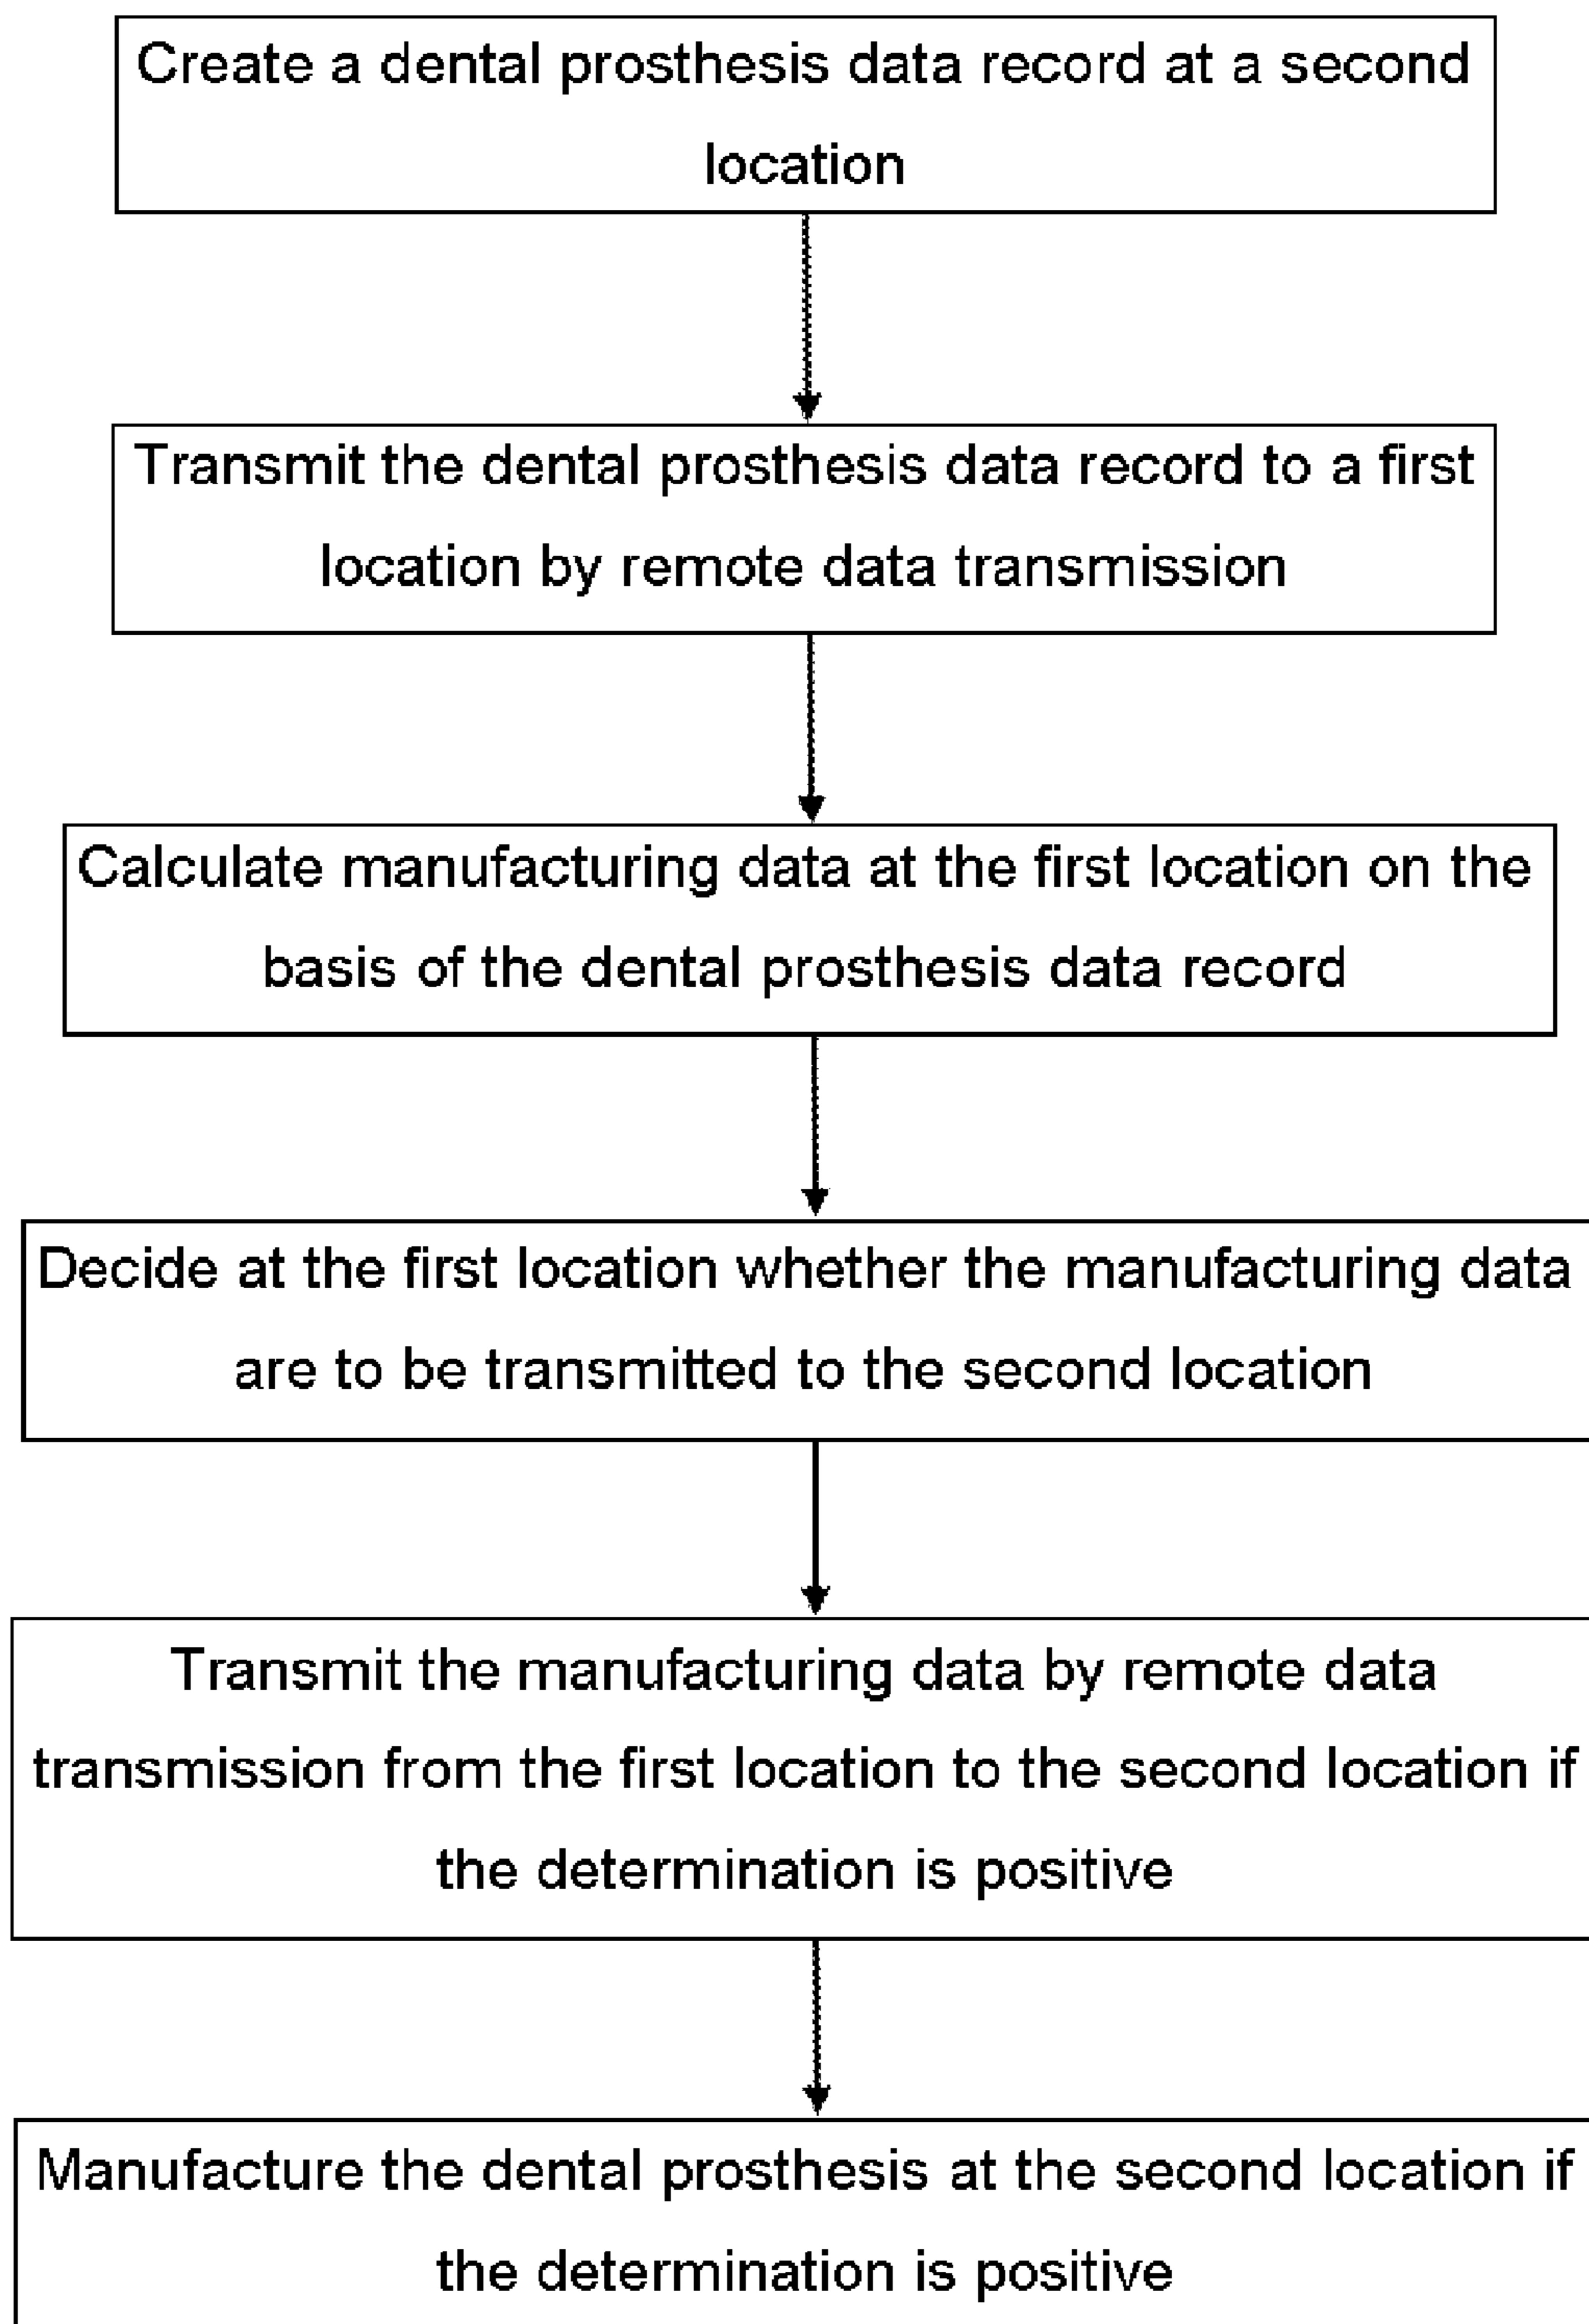 Create a dental prosthesis data record at a second
location
Transmit the dental prosthesis data record to a first
location by remote data transmission
Calculate manufacturing data at the first location on the
basis of the dental prosthesis data record
Decide at the first location whether the manufacturing data
are to be transmitted to the second location
Transmit the manufacturing data by remote data
transmission from the first location to the second location if
the determination is positive
Manufacture the dental prosthesis at the second location if
the determination is positive